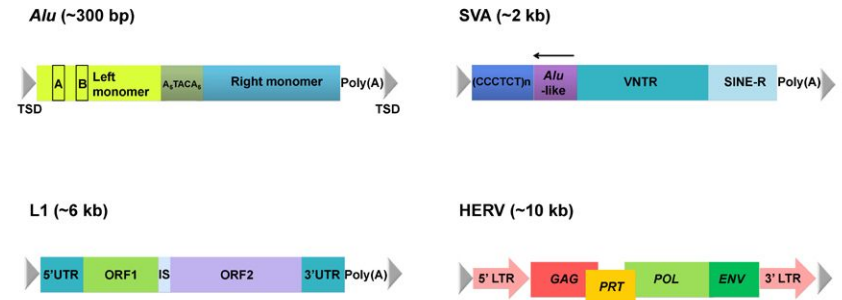 Alu (~300 bp)
A B Left monomer A₅TACA₆ Right monomer Poly(A)
TSD TSD
SVA (~2 kb)
(CCCTCT)n Alu -like VNTR SINE-R Poly(A)
L1 (~6 kb)
5'UTR ORF1 IS ORF2 3'UTR Poly(A)
HERV (~10 kb)
5' LTR GAG PRT POL ENV 3' LTR